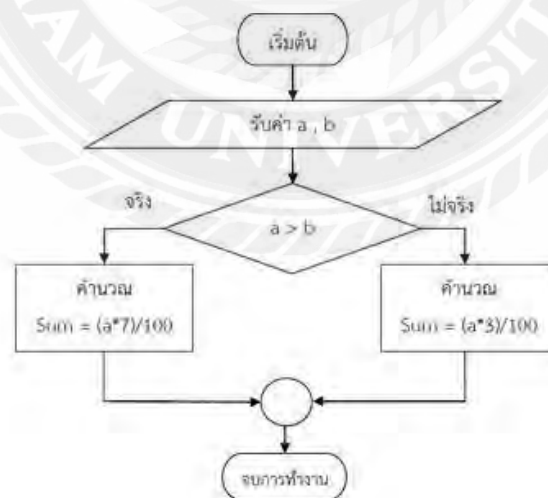 เริ่มต้น
รับค่า a , b
จริง
ไม่จริง
a > b
คำนวณ
Sum = (a*7)/100
คำนวณ
Sum = (a*3)/100
จบการทำงาน
UNIVERSIT